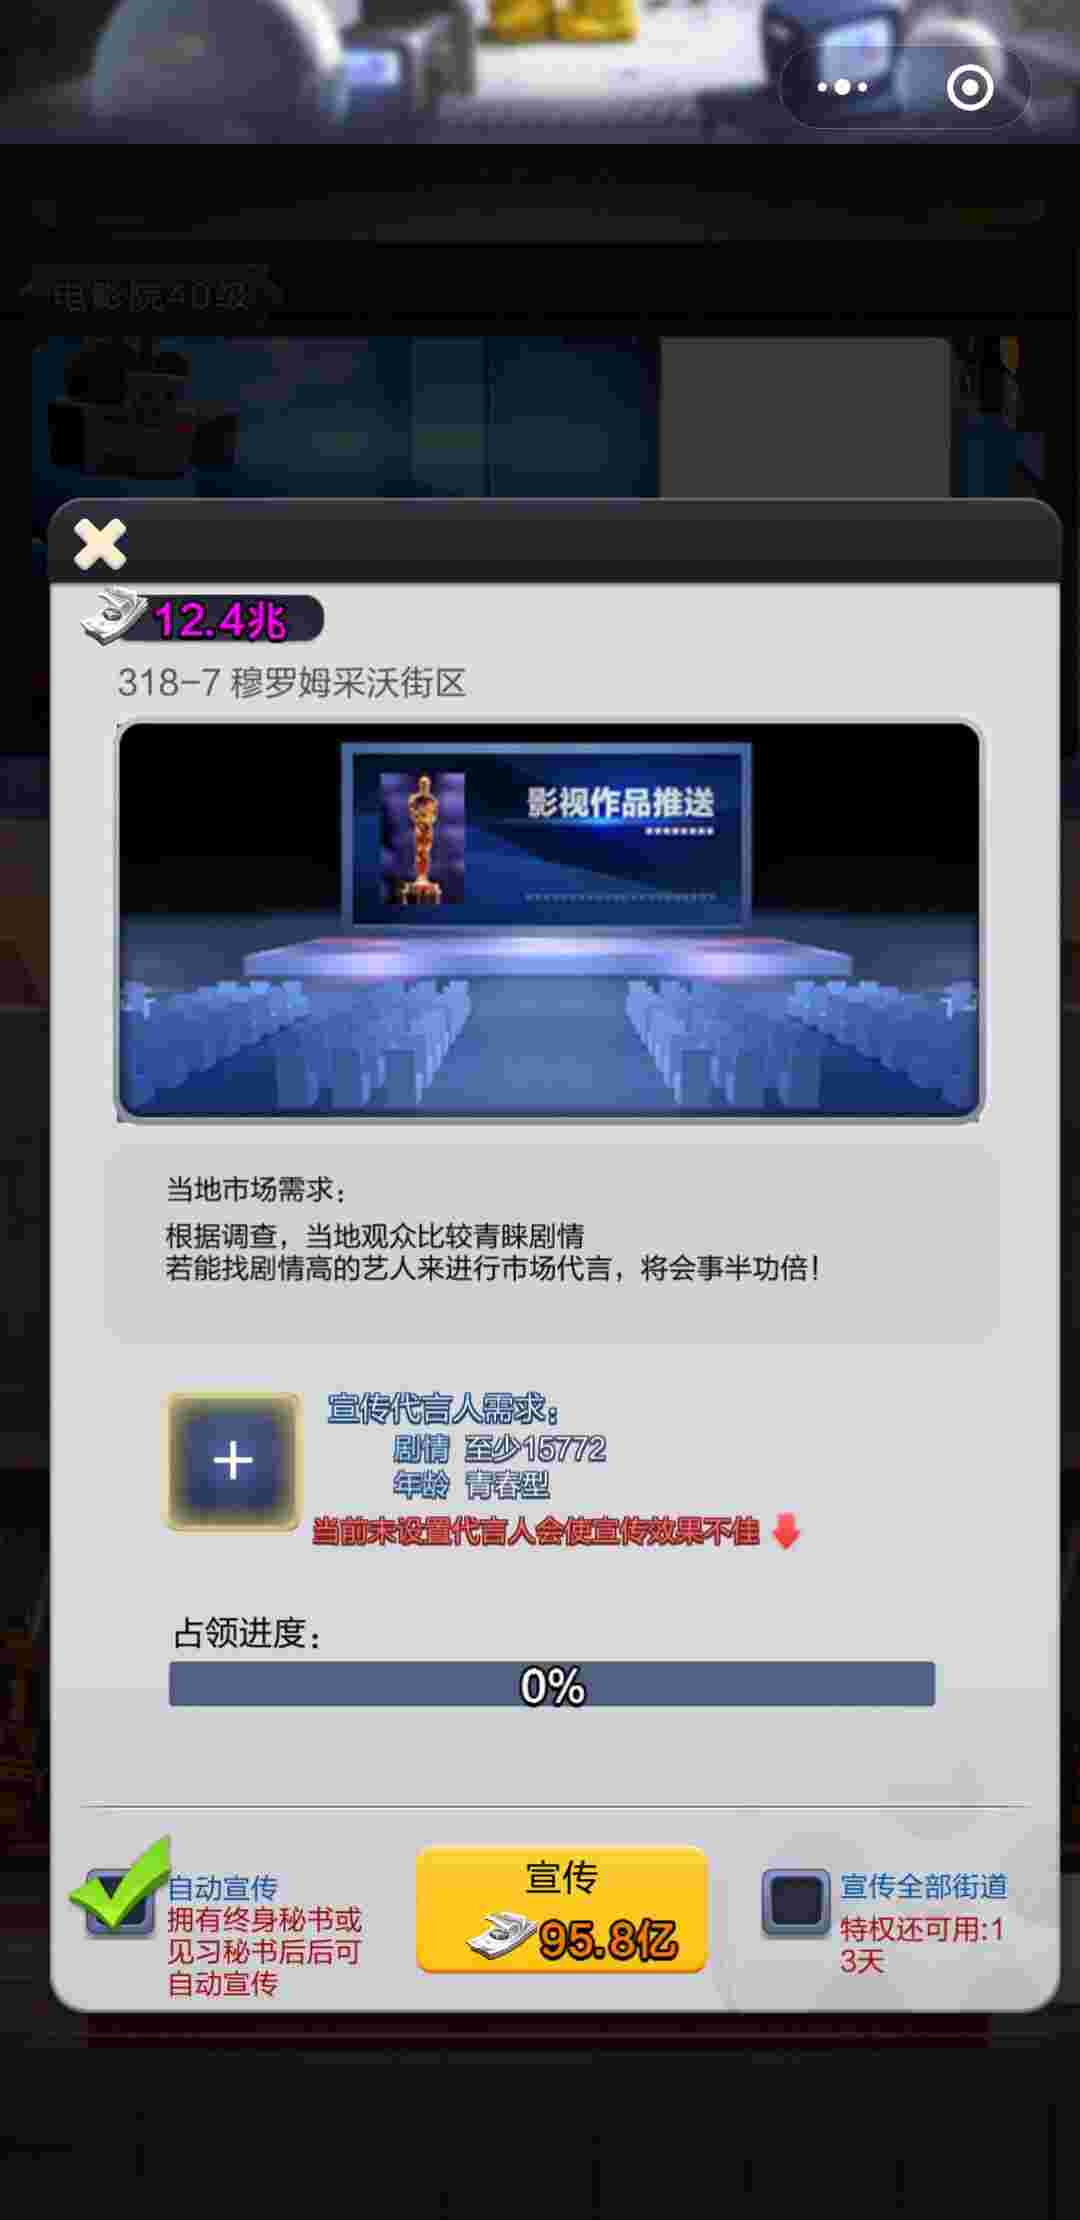 电影院40级
12.4兆
318-7 穆罗姆采沃街区
影视作品推送
当地市场需求：
根据调查，当地观众比较青睐剧情
若能找剧情高的艺人来进行市场代言，将会事半功倍！
宣传代言人需求：
剧情 至少15772
年龄 青春型
当前未设置代言人会使宣传效果不佳
占领进度：
0%
自动宣传
拥有终身秘书或
见习秘书后后可
自动宣传
宣传
95.8亿
宣传全部街道
特权还可用:1
3天